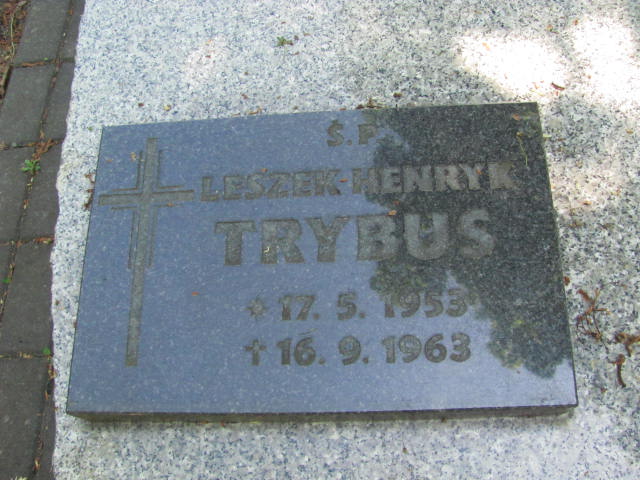 Ś.P
LESZEK-HENRYK
TRYBUS
* 17. 5. 1953
+ 16. 9. 1963